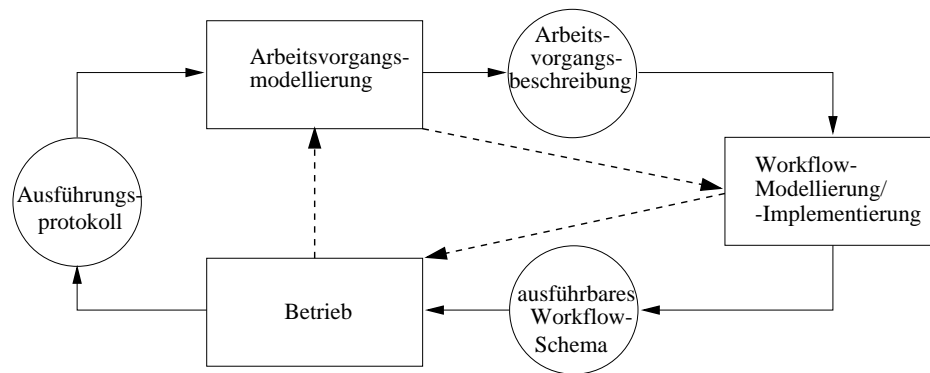 Arbeitsvorgangs-
modellierung
Arbeits-
vorgangs-
beschreibung
Workflow-
Modellierung/
-Implementierung
Ausführungs-
protokoll
Betrieb
ausführbares
Workflow-
Schema